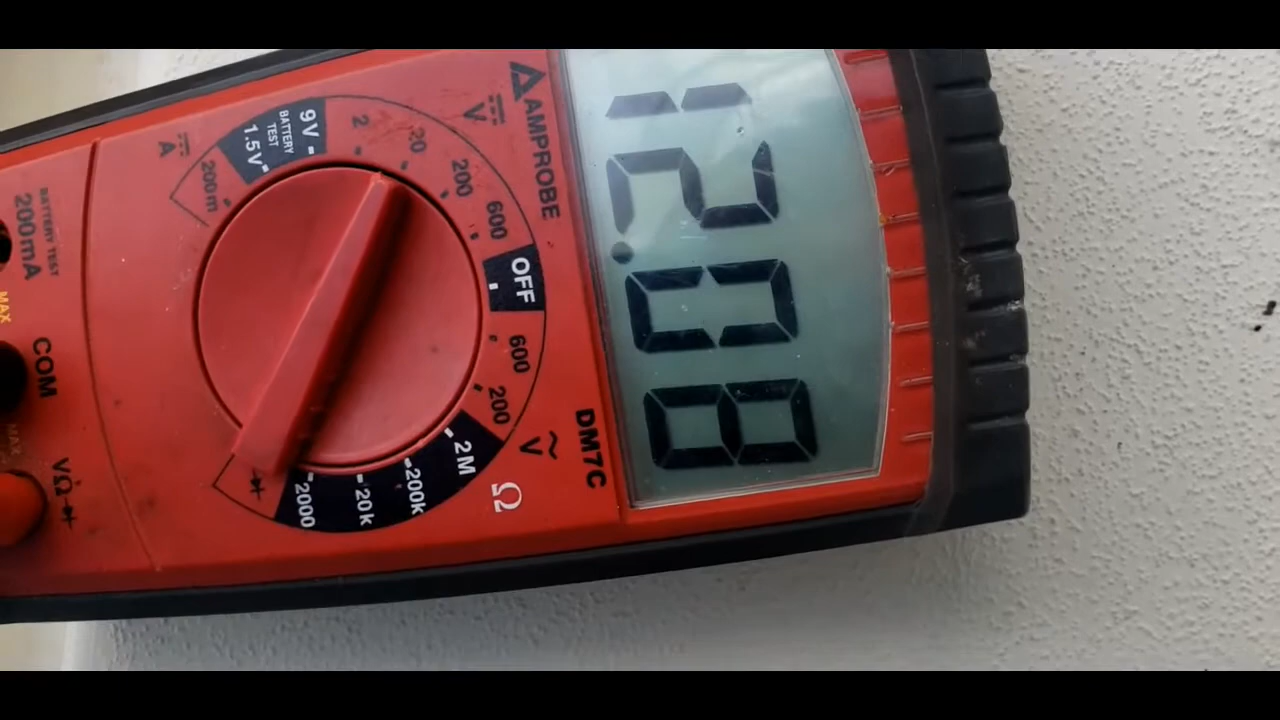 AMPROBE
DM7C
12.08
V
OFF
600
200
20
2
9V
BATTERY
TEST
1.5V
200m
A
600
200
V
2M
200k
20k
2000
Ω
BATTERY TEST
200mA
MAX
COM
MAX
VΩ